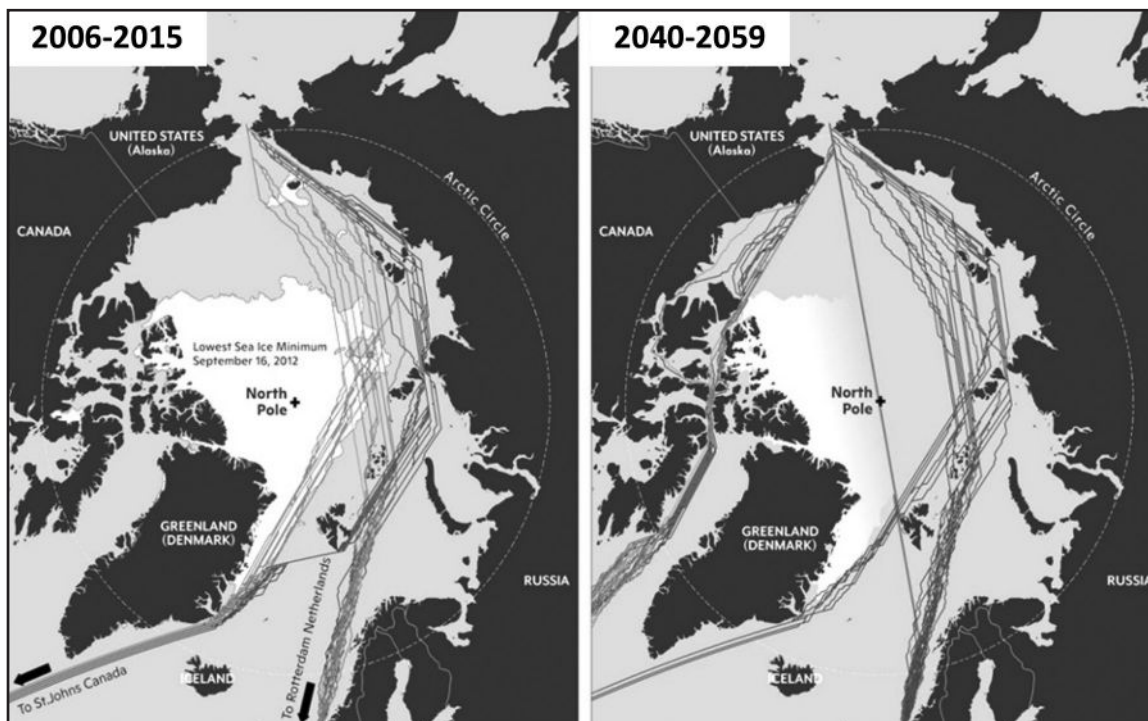 2006-2015
UNITED STATES
(Alaska)
Arctic Circle
CANADA
Lowest Sea Ice Minimum
September 16, 2012
North
Pole
GREENLAND
(DENMARK)
RUSSIA
ICELAND
To St.Johns Canada
To Rotterdam Netherlands
2040-2059
UNITED STATES
(Alaska)
Arctic Circle
CANADA
North
Pole
GREENLAND
(DENMARK)
RUSSIA
ICELAND